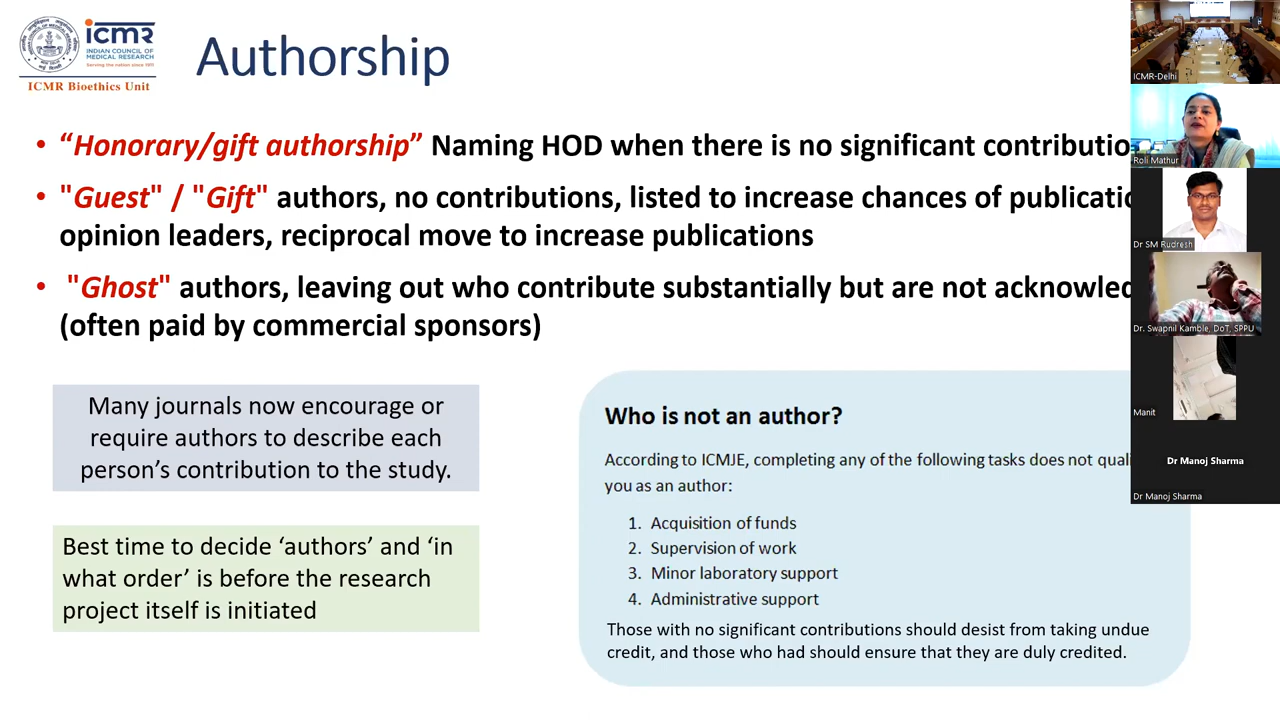 icmr
INDIAN COUNCIL OF
MEDICAL RESEARCH
Serving the nation since 1911
ICMR Bioethics Unit
Authorship
• “Honorary/gift authorship” Naming HOD when there is no significant contributio
• "Guest" / "Gift" authors, no contributions, listed to increase chances of publicatio
opinion leaders, reciprocal move to increase publications
• "Ghost" authors, leaving out who contribute substantially but are not acknowled
(often paid by commercial sponsors)
Many journals now encourage or
require authors to describe each
person’s contribution to the study.
Best time to decide ‘authors’ and ‘in
what order’ is before the research
project itself is initiated
Who is not an author?
According to ICMJE, completing any of the following tasks does not quali
you as an author:
1. Acquisition of funds
2. Supervision of work
3. Minor laboratory support
4. Administrative support
Those with no significant contributions should desist from taking undue
credit, and those who had should ensure that they are duly credited.
ICMR-Delhi
Roli Mathur
Dr SM Rudresh
Dr. Swapnil Kamble, DoT, SPPU
Manit
Dr Manoj Sharma
Dr Manoj Sharma